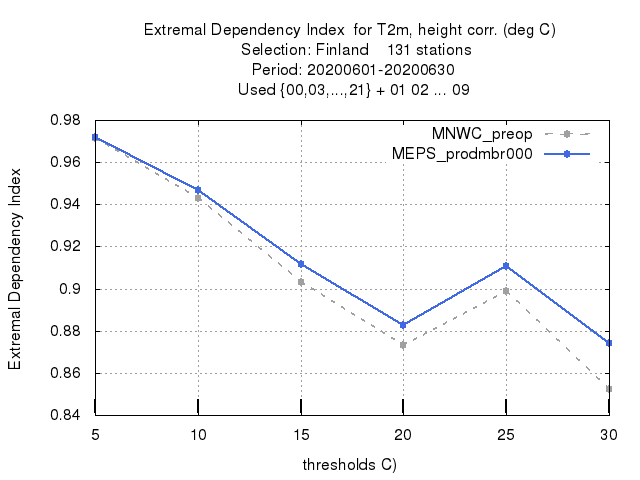 Extremal Dependency Index  for T2m, height corr. (deg C)
Selection: Finland    131 stations
Period: 20200601-20200630
Used {00,03,...,21} + 01 02 ... 09
MNWC_preop
MEPS_prodmbr000
Extremal Dependency Index
0.98
0.96
0.94
0.92
0.9
0.88
0.86
0.84
5 10 15 20 25 30
thresholds C)